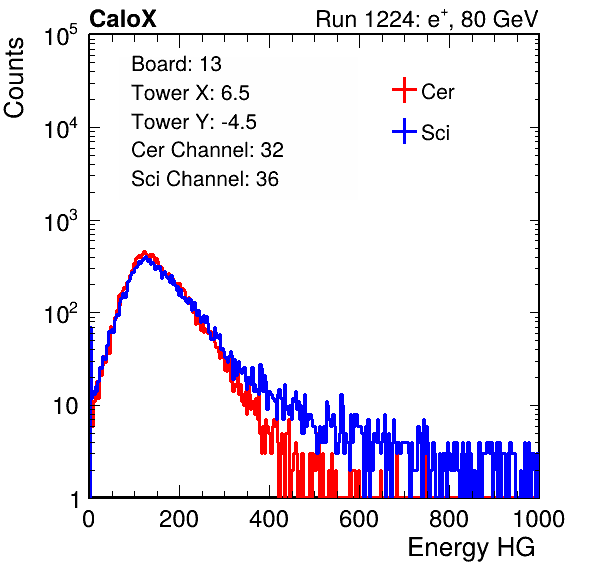 CaloX Run 1224: e⁺, 80 GeV
Counts
Board: 13
Tower X: 6.5
Tower Y: -4.5
Cer Channel: 32
Sci Channel: 36
Cer
Sci
10⁵
10⁴
10³
10²
10
1
0 200 400 600 800 1000
Energy HG